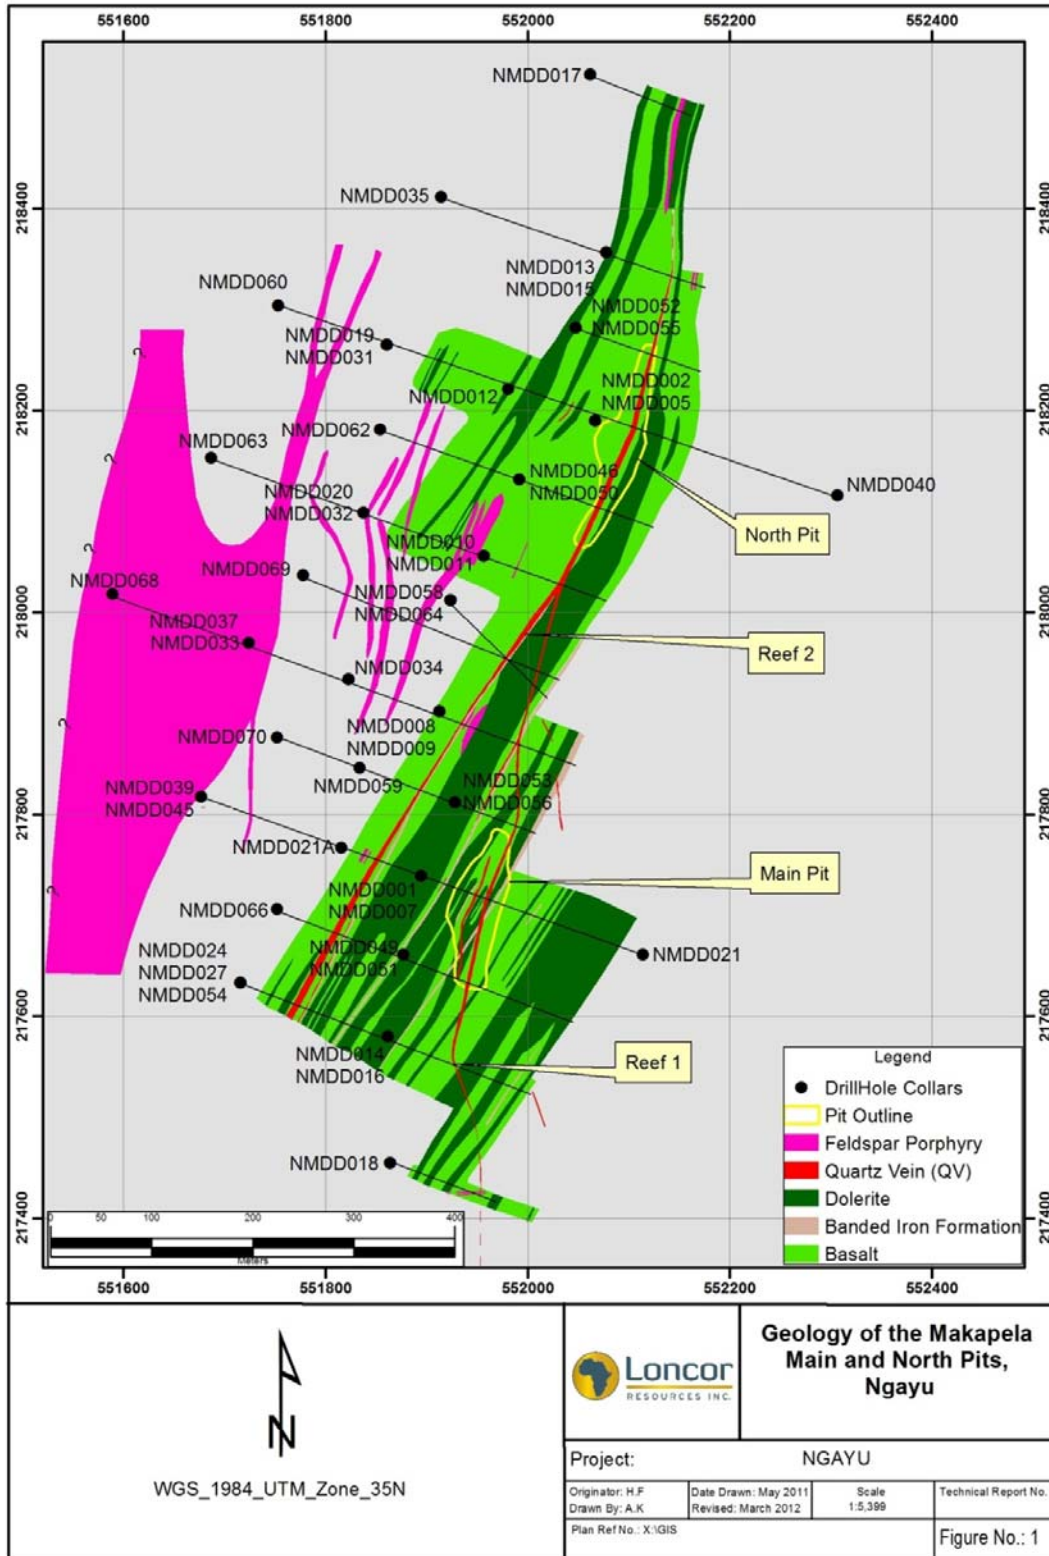 551600 551800 552000 552200 552400
218400 218400
218200 218200
218000 218000
217800 217800
217600 217600
217400 217400
NMDD017
NMDD035
NMDD013
NMDD015
NMDD060
NMDD052
NMDD055
NMDD019
NMDD031
NMDD012
NMDD002
NMDD005
NMDD062
NMDD063
NMDD046
NMDD050
NMDD040
NMDD020
NMDD032
North Pit
NMDD010
NMDD011
NMDD069
NMDD068
NMDD058
NMDD064
NMDD037
NMDD033
Reef 2
NMDD034
NMDD008
NMDD009
NMDD070
NMDD059
NMDD053
NMDD056
NMDD039
NMDD045
NMDD021A
Main Pit
NMDD001
NMDD007
NMDD066
NMDD049
NMDD051
NMDD021
NMDD024
NMDD027
NMDD054
NMDD014
NMDD016
Reef 1
NMDD018
?
?
?
?
?
?
Legend
DrillHole Collars
Pit Outline
Feldspar Porphyry
Quartz Vein (QV)
Dolerite
Banded Iron Formation
Basalt
0 50 100 200 300 400
Meters
551600 551800 552000 552200 552400
N
WGS_1984_UTM_Zone_35N
Loncor
RESOURCES INC.
Geology of the Makapela
Main and North Pits,
Ngayu
Project: NGAYU
Originator: H.F
Drawn By: A.K
Date Drawn: May 2011
Revised: March 2012
Scale
1:5,399
Technical Report No.
Plan Ref No.: X:\GIS
Figure No.: 1